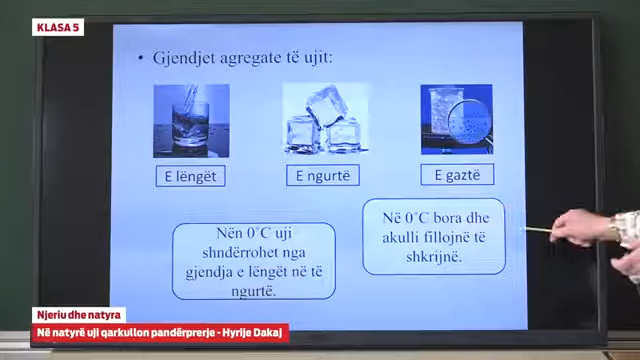 KLASA 5
• Gjendjet agregate të ujit:
E lëngët
E ngurtë
E gaztë
Nën 0˚C uji
shndërrohet nga
gjendja e lëngët në të
ngurtë.
Në 0˚C bora dhe
akulli fillojnë të
shkrijnë.
Njeriu dhe natyra
Në natyrë uji qarkullon pandërprerje - Hyrije Dakaj